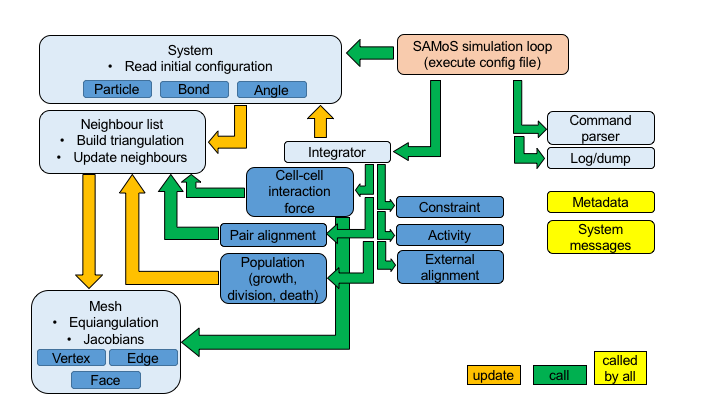 System
• Read initial configuration
Particle
Bond
Angle
SAMoS simulation loop
(execute config file)
Neighbour list
• Build triangulation
• Update neighbours
Integrator
Command
parser
Log/dump
Cell-cell
interaction
force
Constraint
Metadata
Pair alignment
Activity
System
messages
Population
(growth,
division, death)
External
alignment
Mesh
• Equiangulation
• Jacobians
Vertex
Edge
Face
update
call
called
by all